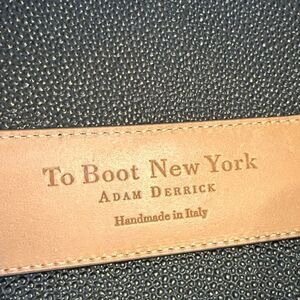 To Boot New York
ADAM DERRICK
Handmade in Italy